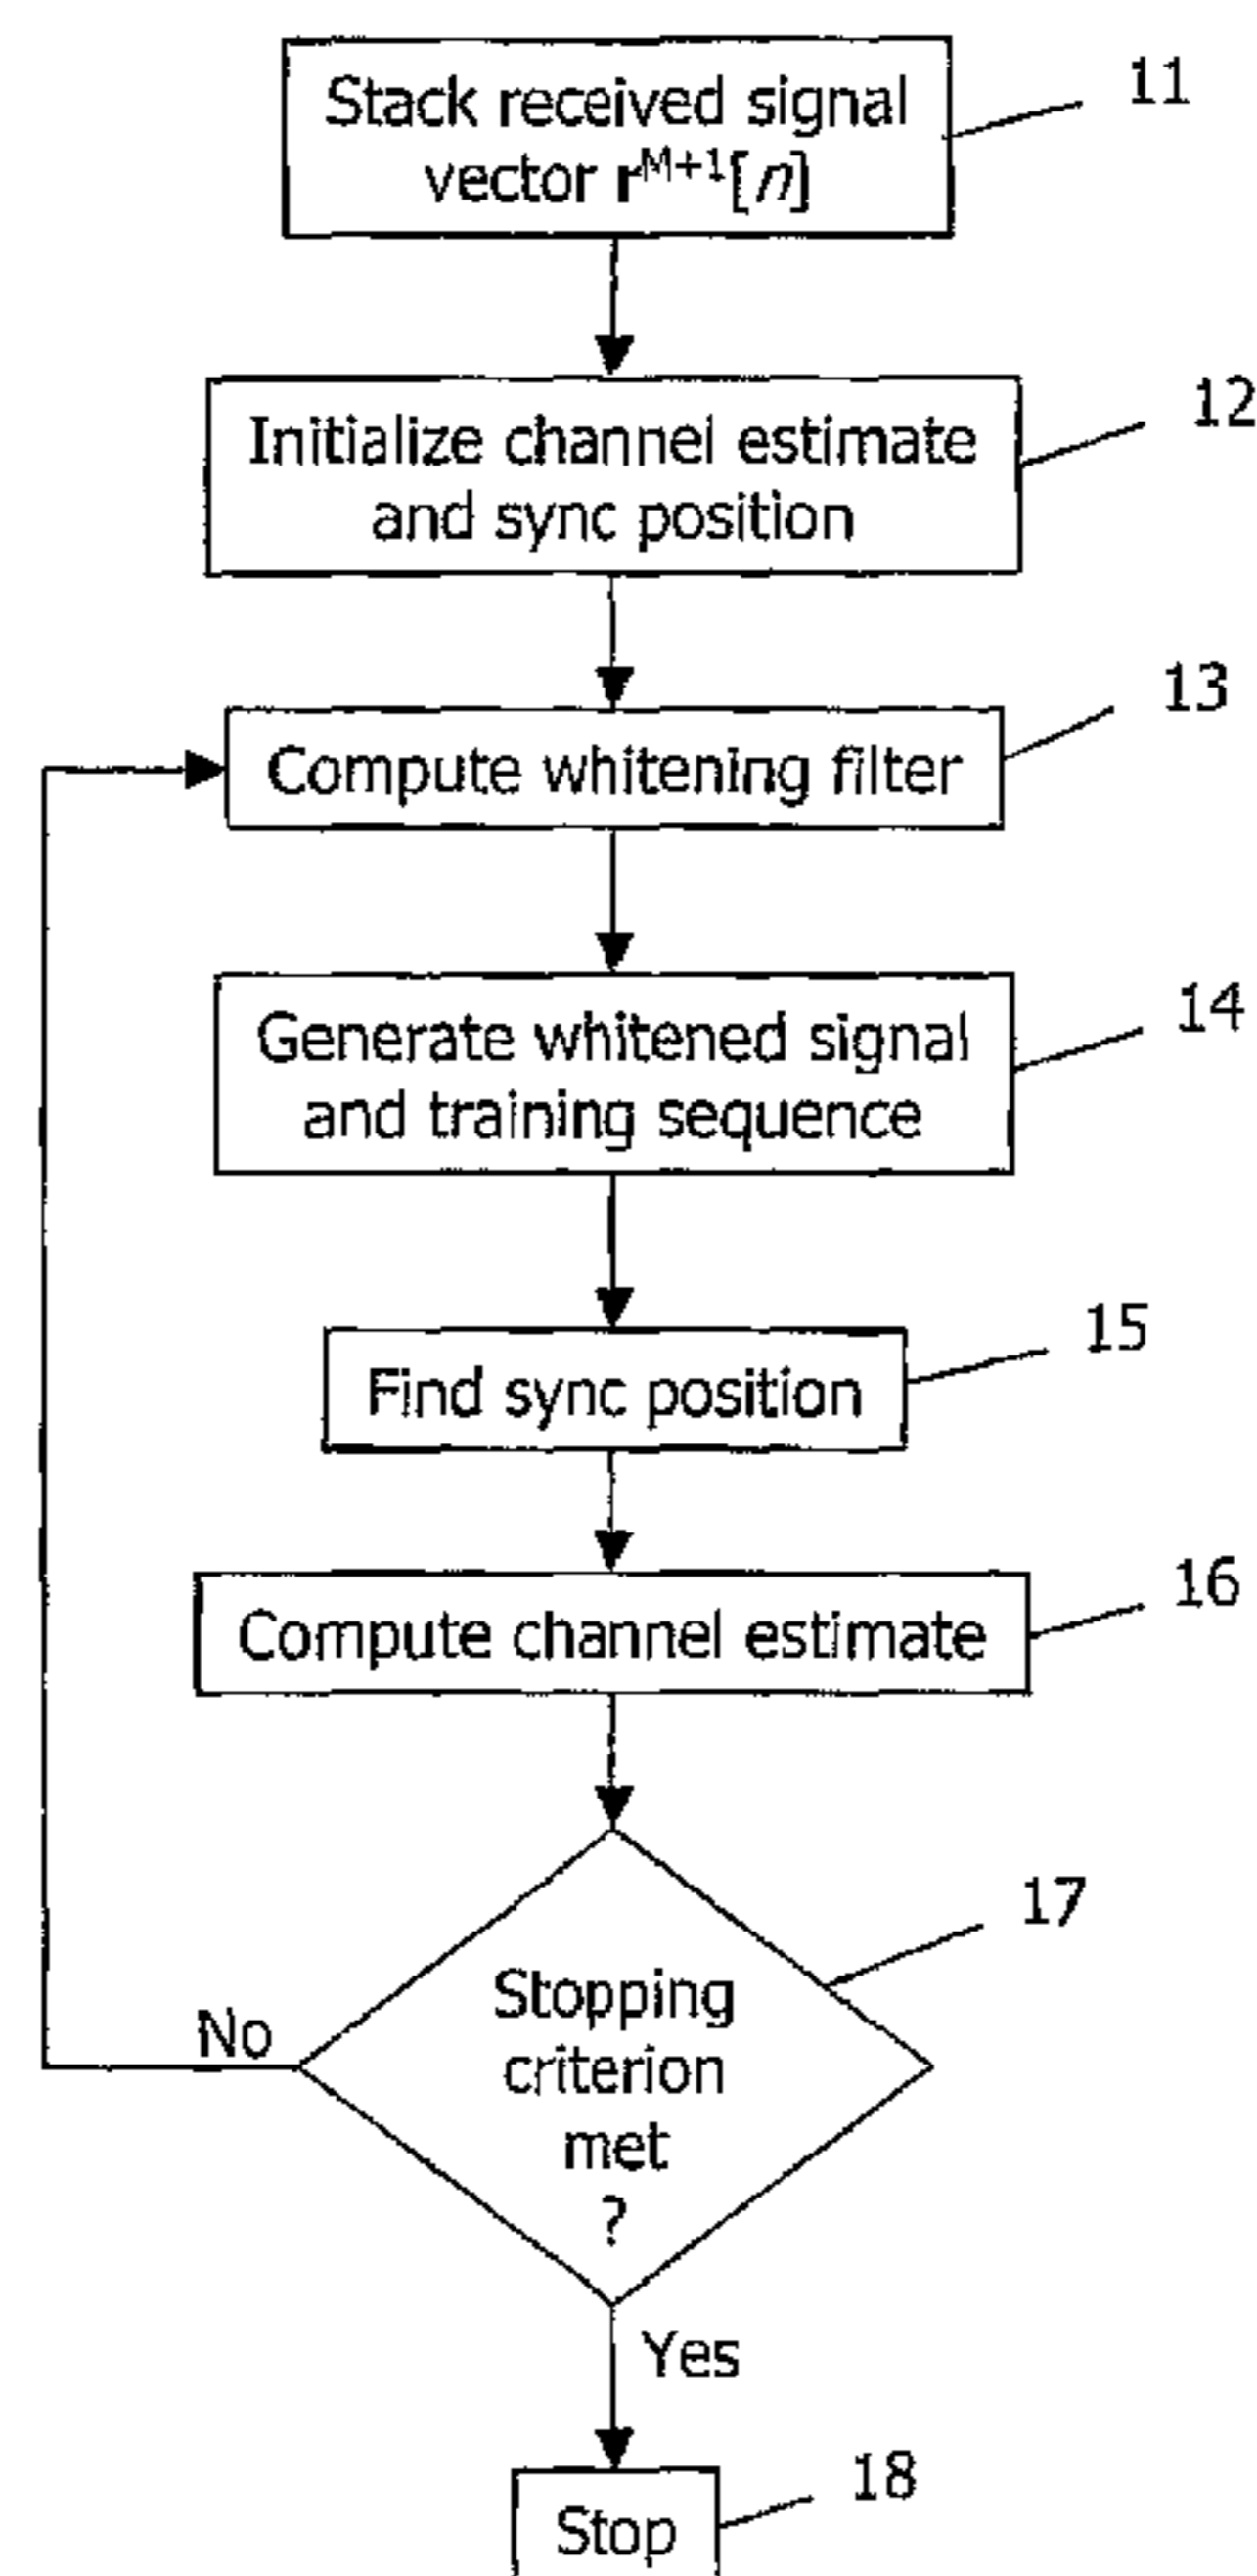 Stack received signal
vector r^M+1[n]
11
Initialize channel estimate
and sync position
12
Compute whitening filter
13
Generate whitened signal
and training sequence
14
Find sync position
15
Compute channel estimate
16
Stopping
criterion
met
?
17
No
Yes
Stop
18